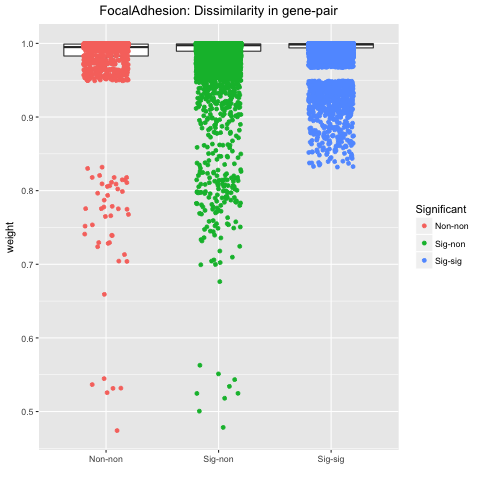 FocalAdhesion: Dissimilarity in gene-pair
1.0
0.9
0.8
0.7
0.6
0.5
weight
Non-non
Sig-non
Sig-sig
Significant
Non-non
Sig-non
Sig-sig